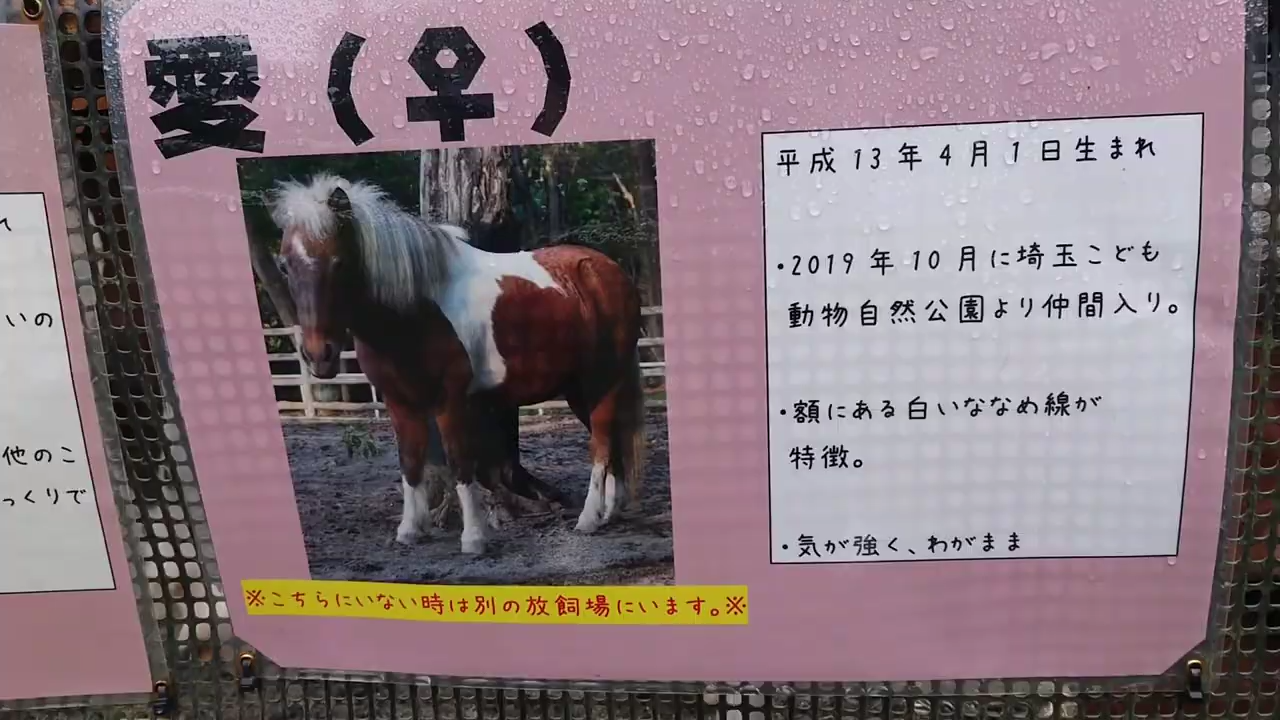 愛（♀）
平成13年4月1日生まれ
・2019年10月に埼玉こども
動物自然公園より仲間入り。
・額にある白いななめ線が
特徴。
・気が強く、わがまま
※こちらにいない時は別の放飼場にいます。※
いの
他のこ
っくりで